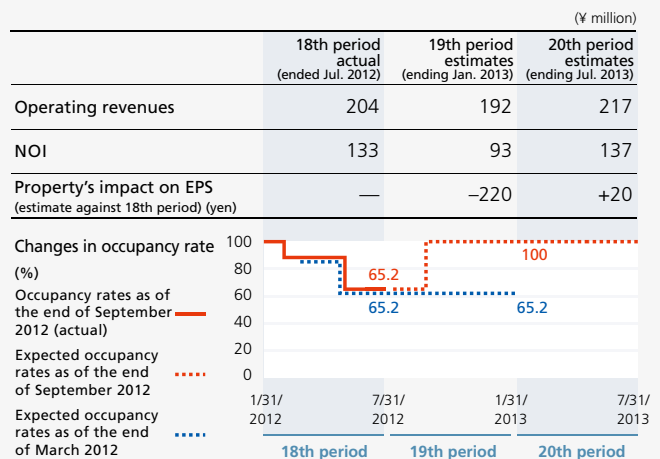 (¥ million)
18th period actual (ended Jul. 2012)
19th period estimates (ending Jan. 2013)
20th period estimates (ending Jul. 2013)
Operating revenues 204 192 217
NOI 133 93 137
Property's impact on EPS (estimate against 18th period) (yen) — –220 +20
Changes in occupancy rate
(%)
Occupancy rates as of
the end of September
2012 (actual)
Expected occupancy
rates as of the end
of September 2012
Expected occupancy
rates as of the end
of March 2012
100
80
60
40
20
0
65.2
65.2
100
65.2
1/31/
2012
7/31/
2012
1/31/
2013
7/31/
2013
18th period 19th period 20th period